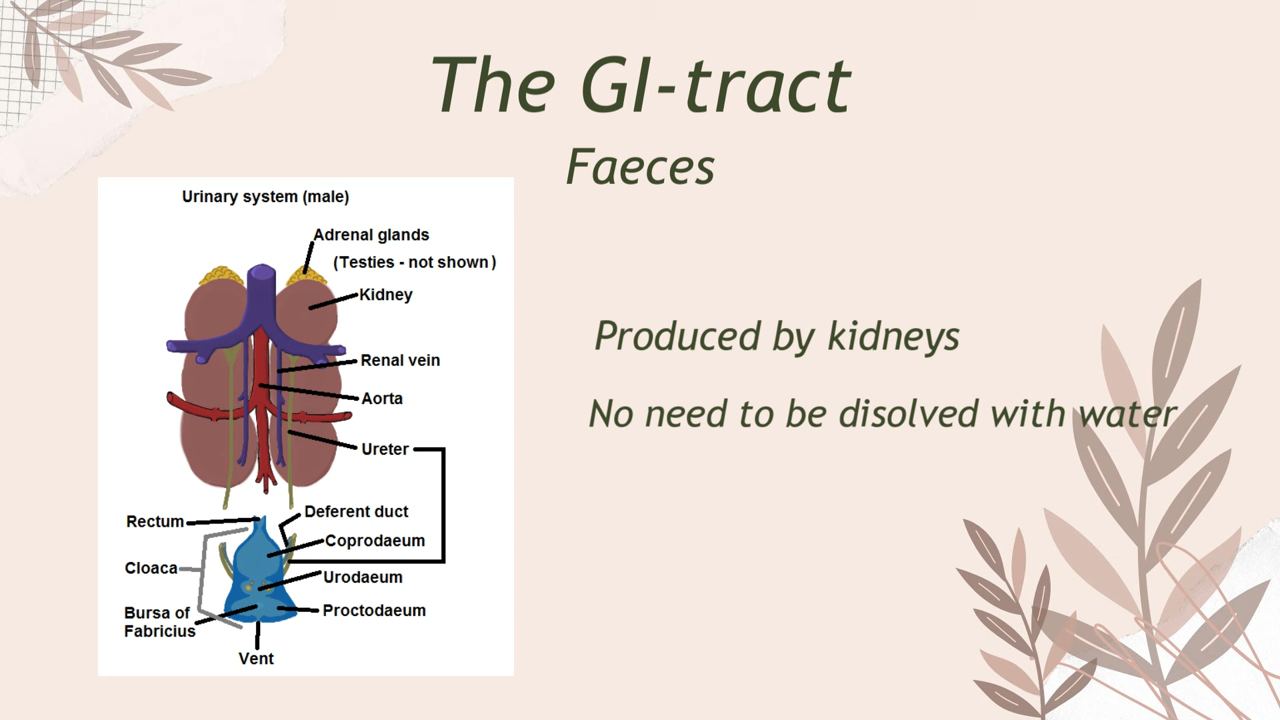 The GI-tract
Faeces
Urinary system (male)
Adrenal glands
(Testies - not shown)
Kidney
Renal vein
Aorta
Ureter
Deferent duct
Rectum
Coprodaeum
Cloaca
Urodaeum
Bursa of
Fabricius
Proctodaeum
Vent
Produced by kidneys
No need to be disolved with water